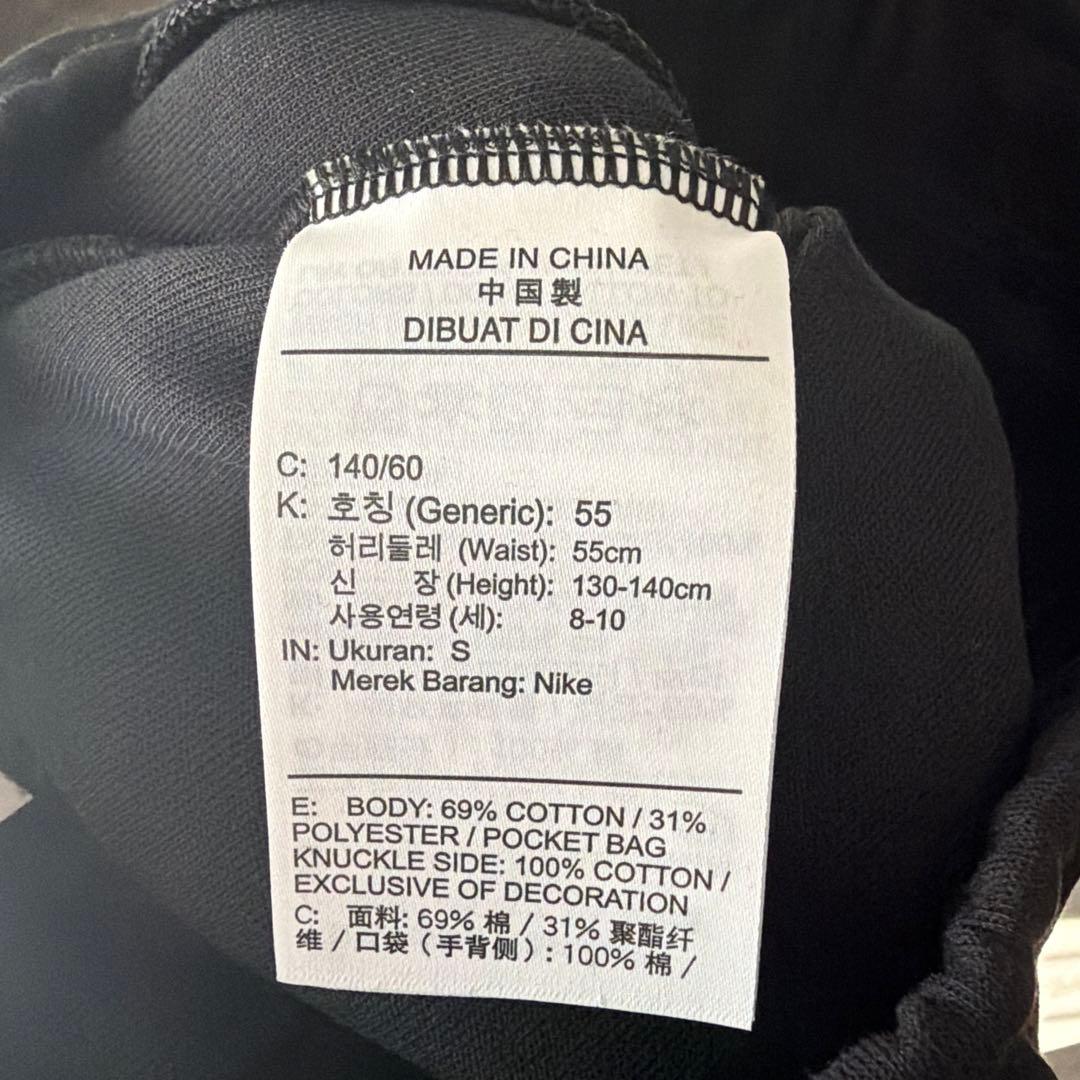 MADE IN CHINA
中国製
DIBUAT DI CINA
C: 140/60
K: 호칭 (Generic): 55
허리둘레 (Waist): 55cm
신 장 (Height): 130-140cm
사용연령 (세): 8-10
IN: Ukuran: S
Merek Barang: Nike
E: BODY: 69% COTTON / 31%
POLYESTER / POCKET BAG
KNUCKLE SIDE: 100% COTTON /
EXCLUSIVE OF DECORATION
C: 面料: 69% 棉 / 31% 聚酯纤
维 / 口袋 (手背侧) : 100% 棉 /